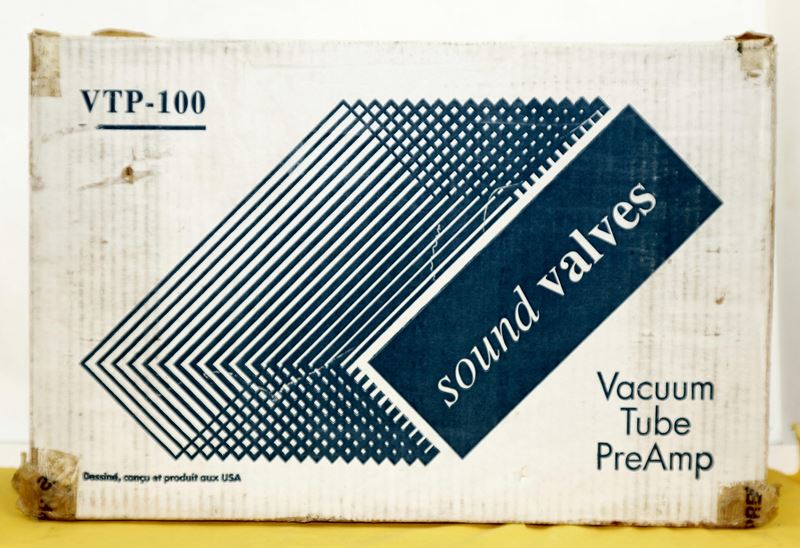 VTP-100
sound valves
Vacuum
Tube
PreAmp
Dessiné, conçu et produit aux USA